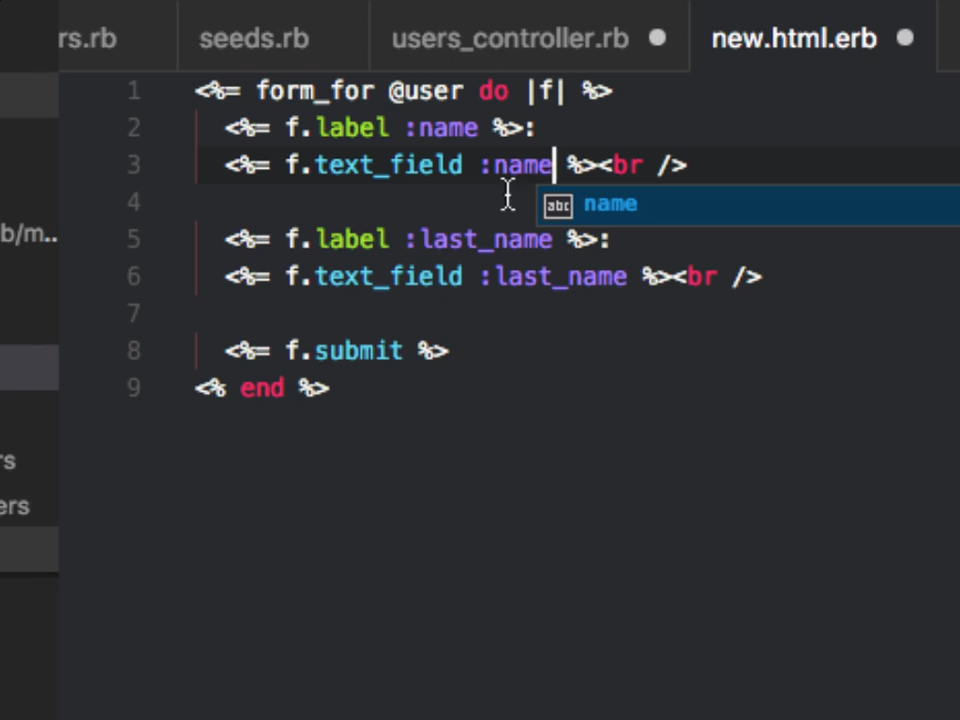 rs.rb seeds.rb users_controller.rb new.html.erb
1 <%= form_for @user do |f| %>
2 <%= f.label :name %>:
3 <%= f.text_field :name %><br />
4 abc name
b/m..
5 <%= f.label :last_name %>:
6 <%= f.text_field :last_name %><br />
7
8 <%= f.submit %>
9 <% end %>
rs
ers